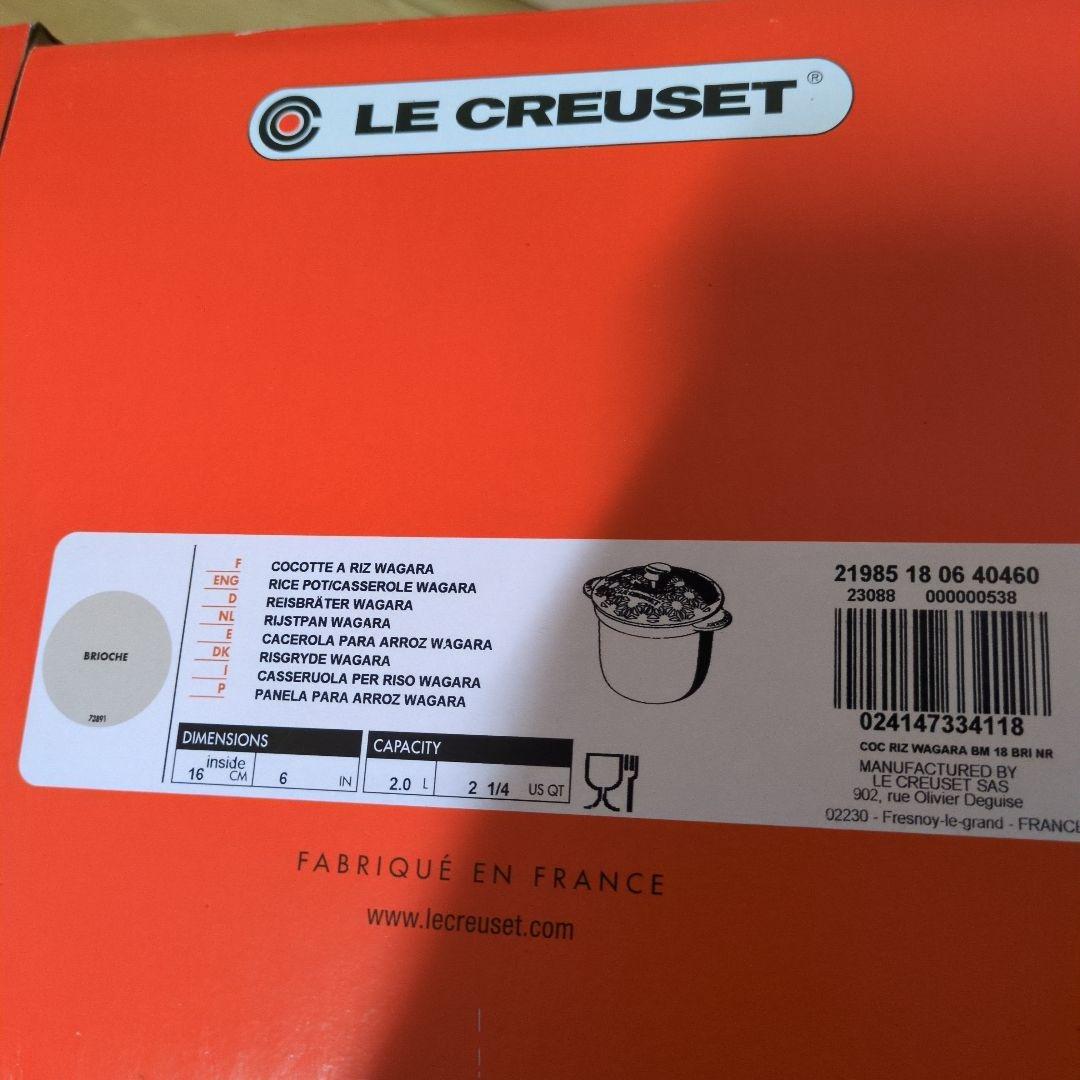 LE CREUSET ®
BRIOCHE
72891
F COCOTTE A RIZ WAGARA
ENG RICE POT/CASSEROLE WAGARA
D REISBRÄTER WAGARA
NL RIJSTPAN WAGARA
E CACEROLA PARA ARROZ WAGARA
DK RISGRYDE WAGARA
I CASSERUOLA PER RISO WAGARA
P PANELA PARA ARROZ WAGARA
DIMENSIONS
inside
16 CM 6 IN
CAPACITY
2.0 L 2 1/4 US QT
21985 18 06 40460
23088 000000538
024147334118
COC RIZ WAGARA BM 18 BRI NR
MANUFACTURED BY
LE CREUSET SAS
902, rue Olivier Deguise
02230 - Fresnoy-le-grand - FRANCE
FABRIQUÉ EN FRANCE
www.lecreuset.com